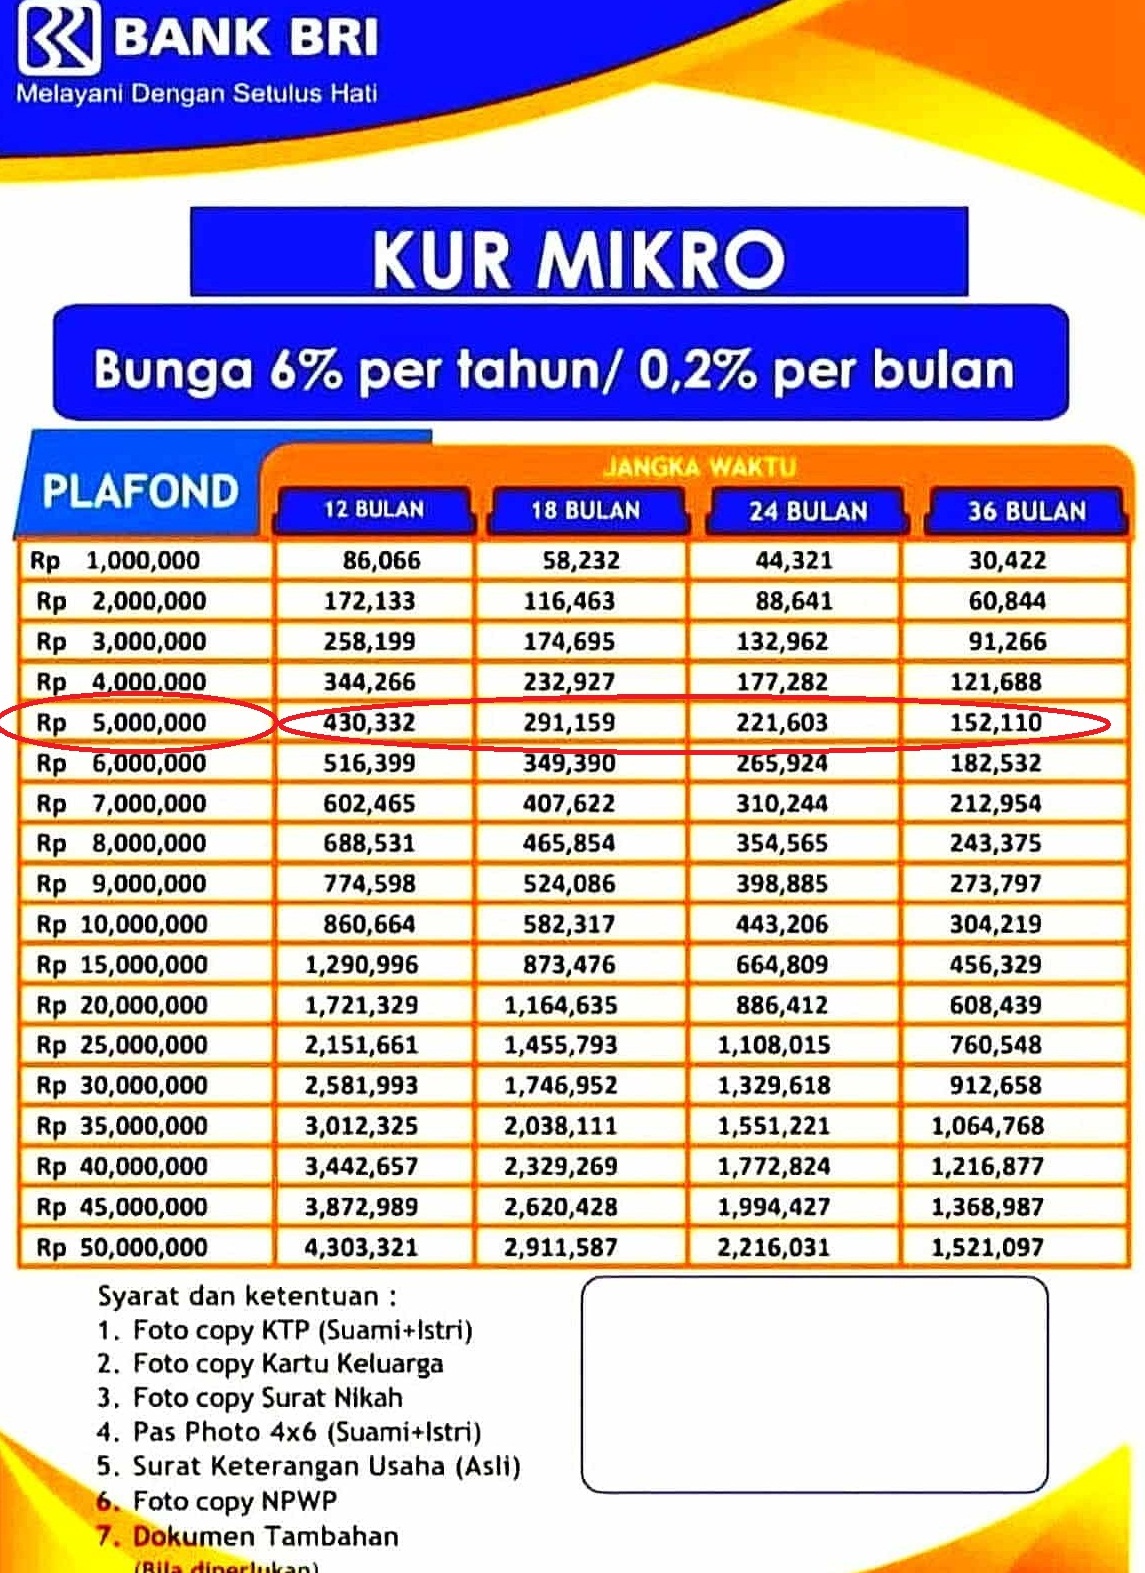 BANK BRI
Melayani Dengan Setulus Hati
KUR MIKRO
Bunga 6% per tahun/ 0,2% per bulan
PLAFOND
JANGKA WAKTU
12 BULAN 18 BULAN 24 BULAN 36 BULAN
Rp 1,000,000 86,066 58,232 44,321 30,422
Rp 2,000,000 172,133 116,463 88,641 60,844
Rp 3,000,000 258,199 174,695 132,962 91,266
Rp 4,000,000 344,266 232,927 177,282 121,688
Rp 5,000,000 430,332 291,159 221,603 152,110
Rp 6,000,000 516,399 349,390 265,924 182,532
Rp 7,000,000 602,465 407,622 310,244 212,954
Rp 8,000,000 688,531 465,854 354,565 243,375
Rp 9,000,000 774,598 524,086 398,885 273,797
Rp 10,000,000 860,664 582,317 443,206 304,219
Rp 15,000,000 1,290,996 873,476 664,809 456,329
Rp 20,000,000 1,721,329 1,164,635 886,412 608,439
Rp 25,000,000 2,151,661 1,455,793 1,108,015 760,548
Rp 30,000,000 2,581,993 1,746,952 1,329,618 912,658
Rp 35,000,000 3,012,325 2,038,111 1,551,221 1,064,768
Rp 40,000,000 3,442,657 2,329,269 1,772,824 1,216,877
Rp 45,000,000 3,872,989 2,620,428 1,994,427 1,368,987
Rp 50,000,000 4,303,321 2,911,587 2,216,031 1,521,097
Syarat dan ketentuan :
1. Foto copy KTP (Suami+Istri)
2. Foto copy Kartu Keluarga
3. Foto copy Surat Nikah
4. Pas Photo 4x6 (Suami+Istri)
5. Surat Keterangan Usaha (Asli)
6. Foto copy NPWP
7. Dokumen Tambahan
(Bila diperlukan)